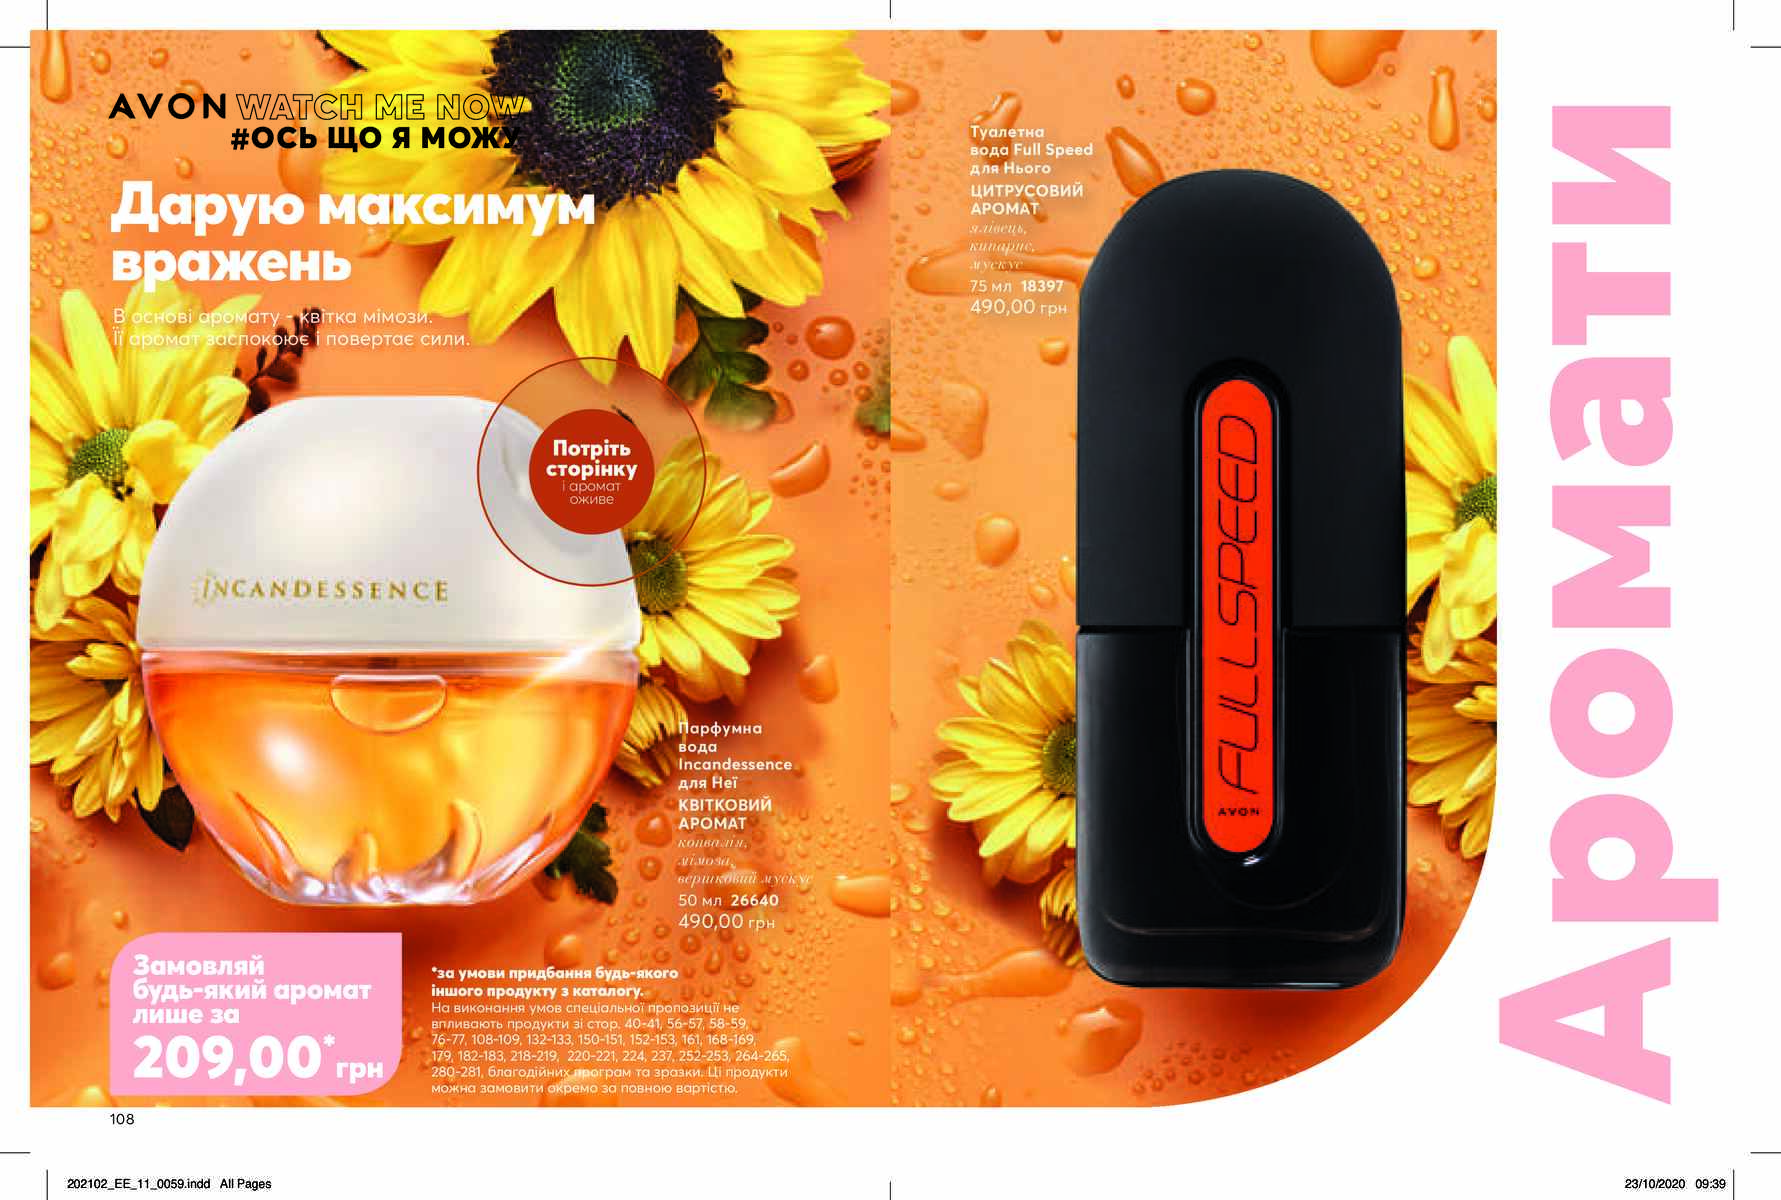 AVON WATCH ME NOW
#ОСЬ ЩО Я МОЖУ
Дарую максимум
вражень
В основі аромату - квітка мімози.
Її аромат заспокоює і повертає сили.
Потріть
сторінку
і аромат
оживе
INCANDESSENCE
Парфумна
вода
Incandessence
для Неї
КВІТКОВИЙ
АРОМАТ
конвалія,
мімоза,
вершковий мускус
50 мл 26640
490,00 грн
Замовляй
будь-який аромат
лише за
209,00* грн
*за умови придбання будь-якого
іншого продукту з каталогу.
На виконання умов спеціальної пропозиції не
впливають продукти зі стор. 40-41, 56-57, 58-59,
76-77, 108-109, 132-133, 150-151, 152-153, 161, 168-169,
179, 182-183, 218-219, 220-221, 224, 237, 252-253, 264-265,
280-281, благодійних програм та зразки. Ці продукти
можна замовити окремо за повною вартістю.
108
Туалетна
вода Full Speed
для Нього
ЦИТРУСОВИЙ
АРОМАТ
ялівець,
кипарис,
мускус
75 мл 18397
490,00 грн
FULL SPEED
AVON
Аромати
202102_EE_11_0059.indd All Pages
23/10/2020 09:39